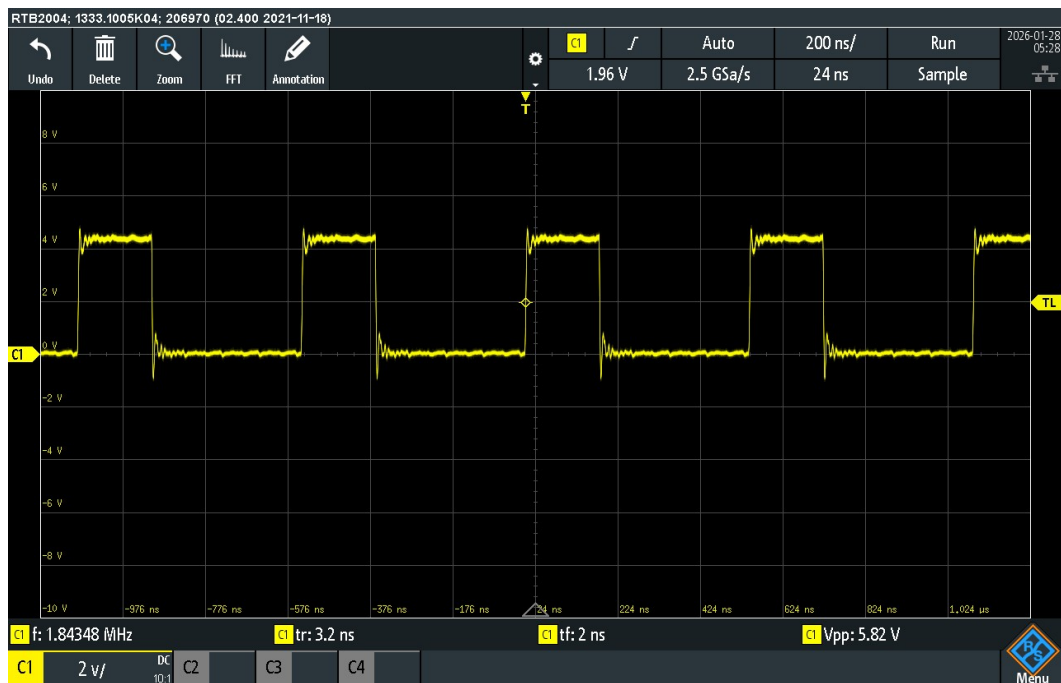 RTB2004; 1333.1005K04; 206970 (02.400 2021-11-18)
Undo
Delete
Zoom
FFT
Annotation
C1
Auto
200 ns/
Run
1.96 V
2.5 GSa/s
24 ns
Sample
2026-01-28
05:28
T
8 V
6 V
4 V
2 V
TL
C1
0 V
-2 V
-4 V
-6 V
-8 V
-10 V
-976 ns
-776 ns
-576 ns
-376 ns
-176 ns
24 ns
224 ns
424 ns
624 ns
824 ns
1.024 µs
C1 f: 1.84348 MHz
C1 tr: 3.2 ns
C1 tf: 2 ns
C1 Vpp: 5.82 V
C1
2 V/
DC
10:1
C2
C3
C4
R S
Menu